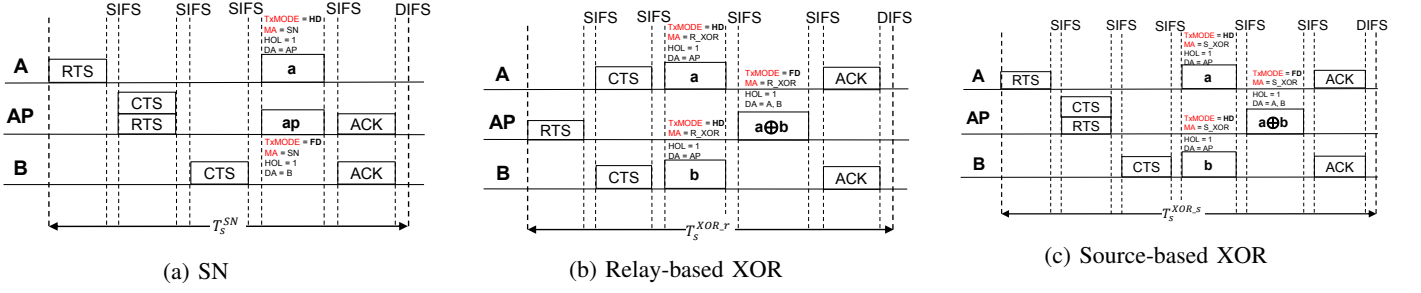 SIFS SIFS SIFS SIFS DIFS
TxMODE = HD
MA = SN
HOL = 1
DA = AP
A RTS a
CTS
AP RTS ap ACK
TxMODE = FD
MA = SN
HOL = 1
DA = B
B CTS ACK
T_s^{SN}
(a) SN
SIFS SIFS SIFS SIFS DIFS
TxMODE = HD
MA = R_XOR
HOL = 1
DA = AP
A CTS a ACK
TxMODE = FD
MA = R_XOR
HOL = 1
DA = A, B
AP RTS a⊕b
TxMODE = HD
MA = R_XOR
HOL = 1
DA = AP
B CTS b ACK
T_s^{XOR_r}
(b) Relay-based XOR
SIFS SIFS SIFS SIFS SIFS DIFS
TxMODE = HD
MA = S_XOR
HOL = 1
DA = AP
A RTS a ACK
TxMODE = FD
MA = S_XOR
HOL = 1
DA = A, B
CTS
AP RTS a⊕b
TxMODE = HD
MA = S_XOR
HOL = 1
DA = AP
B CTS b ACK
T_s^{XOR_s}
(c) Source-based XOR